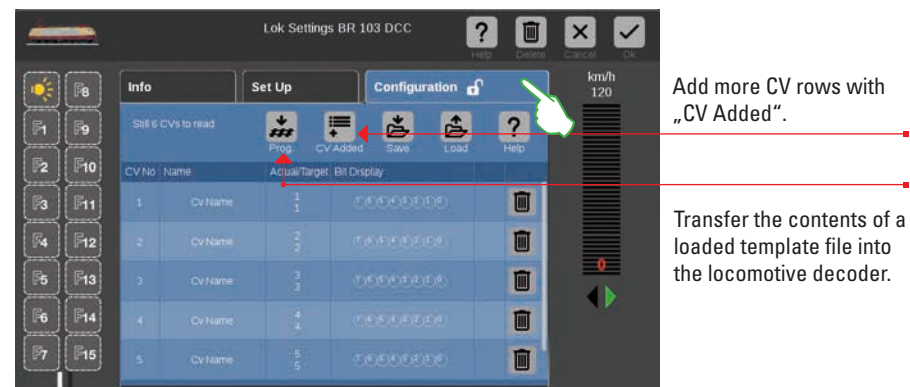 Lok Settings BR 103 DCC
Help
Delete
Cancel
Ok
F8
F1 F9
F2 F10
F3 F11
F4 F12
F5 F13
F6 F14
F7 F15
Info
Set Up
Configuration
Still 6 CVs to read
Prog.
CV Added
Save
Load
Help
CV No Name Actual/Target Bit Display
1 Cv Name 1
1
2 Cv Name 2
2
3 Cv Name 3
3
4 Cv Name 4
4
5 Cv Name 5
5
km/h
120
0
Add more CV rows with
„CV Added“.
Transfer the contents of a
loaded template file into
the locomotive decoder.